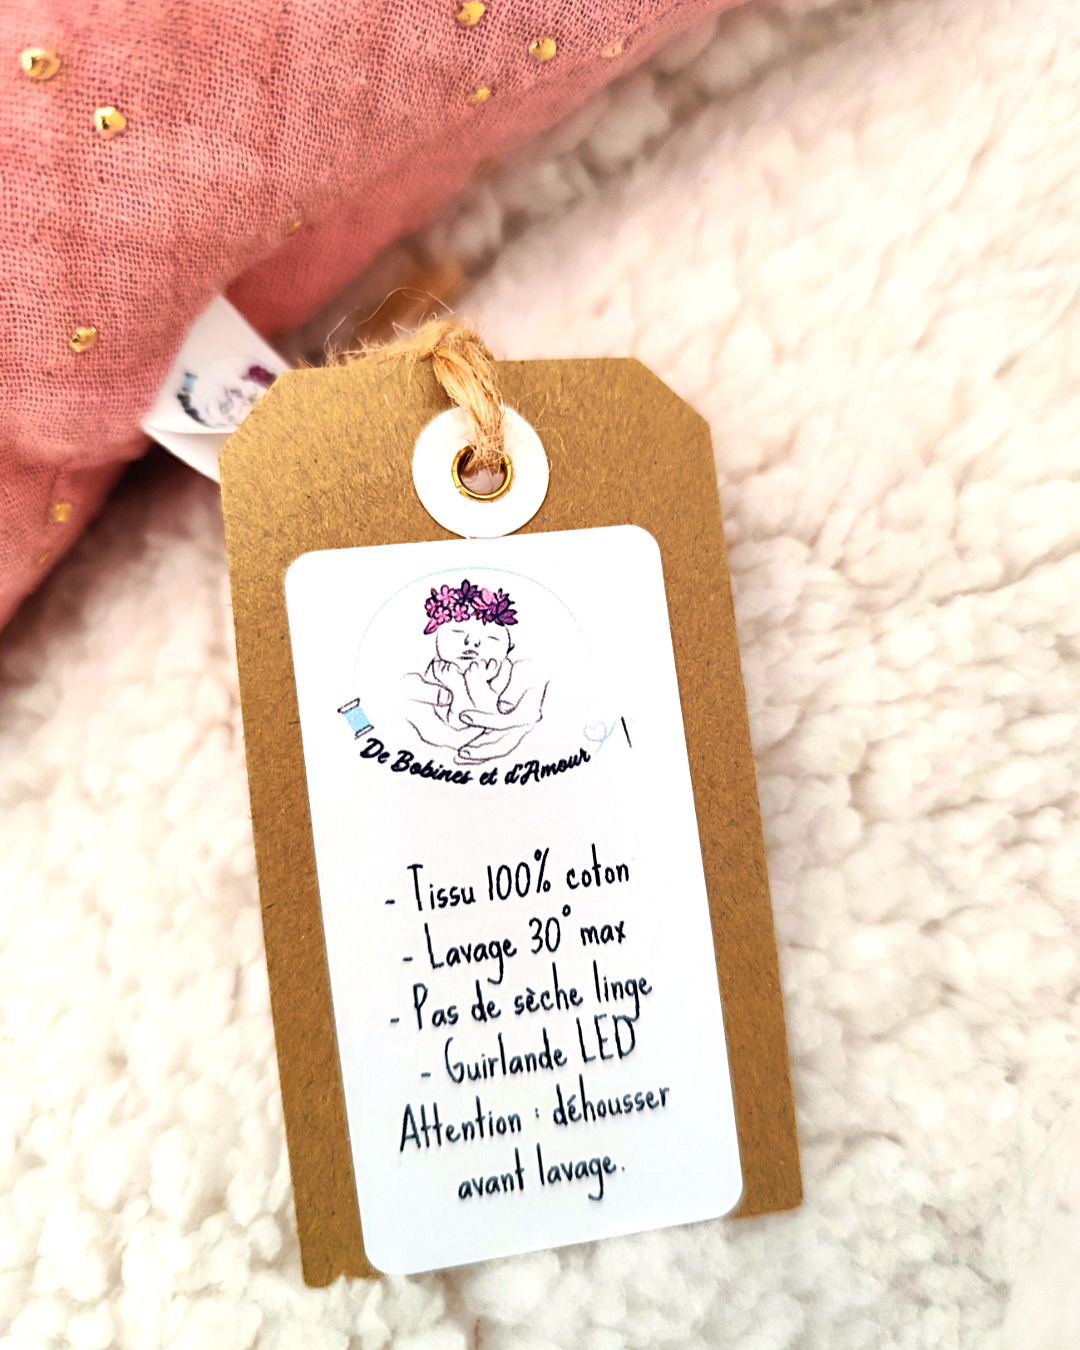 De Bobines et d'Amour
- Tissu 100% coton
- Lavage 30° max
- Pas de sèche linge
- Guirlande LED
Attention : déhousser
avant lavage.